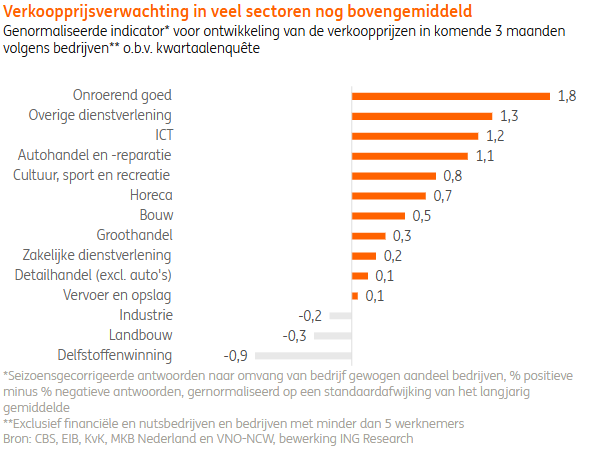 Verkoopprijsverwachting in veel sectoren nog bovengemiddeld
Genormaliseerde indicator* voor ontwikkeling van de verkoopprijzen in komende 3 maanden
volgens bedrijven** o.b.v. kwartaalenquête
Onroerend goed 1,8
Overige dienstverlening 1,3
ICT 1,2
Autohandel en -reparatie 1,1
Cultuur, sport en recreatie 0,8
Horeca 0,7
Bouw 0,5
Groothandel 0,3
Zakelijke dienstverlening 0,2
Detailhandel (excl. auto's) 0,1
Vervoer en opslag 0,1
Industrie -0,2
Landbouw -0,3
Delfstoffenwinning -0,9
*Seizoensgecorrigeerde antwoorden naar omvang van bedrijf gewogen aandeel bedrijven, % positieve
minus % negatieve antwoorden, gernormaliseerd op een standaardafwijking van het langjarig
gemiddelde
**Exclusief financiële en nutsbedrijven en bedrijven met minder dan 5 werknemers
Bron: CBS, EIB, KvK, MKB Nederland en VNO-NCW, bewerking ING Research